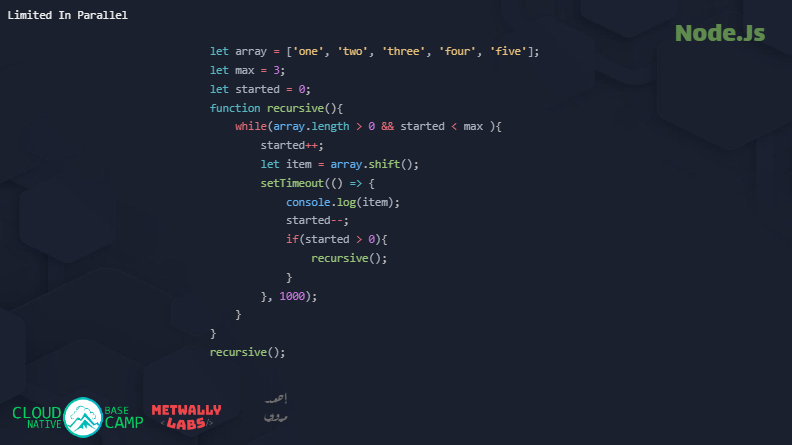 Limited In Parallel
Node.Js
let array = ['one', 'two', 'three', 'four', 'five'];
let max = 3;
let started = 0;
function recursive(){
while(array.length > 0 && started < max ){
started++;
let item = array.shift();
setTimeout(() => {
console.log(item);
started--;
if(started > 0){
recursive();
}
}, 1000);
}
}
recursive();
CLOUD NATIVE BASE CAMP
METWALLY
<LABS/>